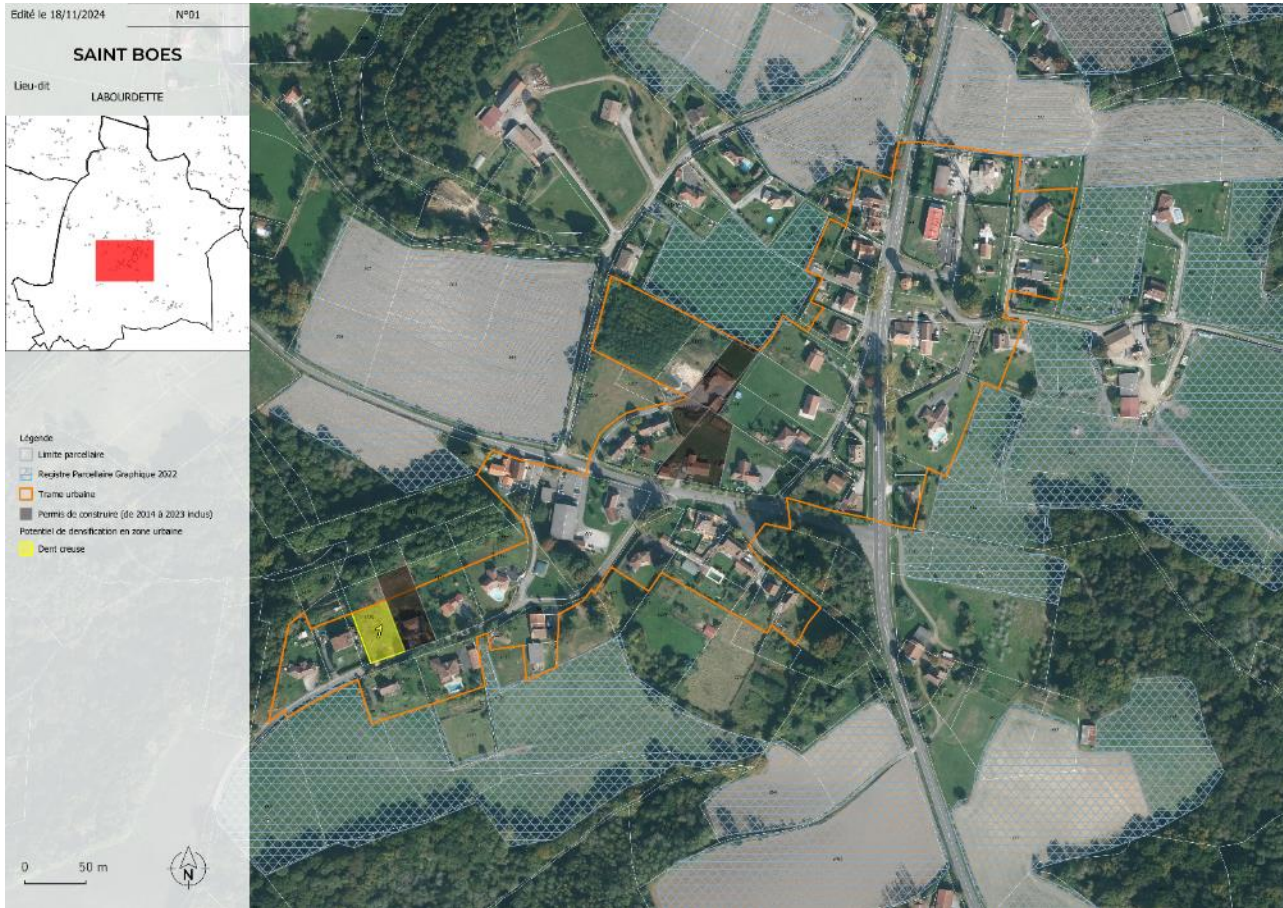 Edité le 18/11/2024
N°01
SAINT BOES
Lieu-dit
LABOURDETTE
Légende
Limite parcellaire
Registre Parcellaire Graphique 2022
Trame urbaine
Permis de construire (de 2014 à 2023 inclus)
Potentiel de densification en zone urbaine
Dent creuse
0 50 m
N